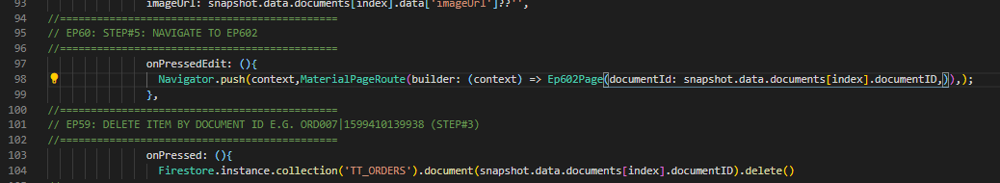 93 imageUrl: snapshot.data.documents[index].data['imageUrl']??'',
94 //===========================================
95 // EP60: STEP#5: NAVIGATE TO EP602
96 //===========================================
97 onPressedEdit: (){
98 Navigator.push(context,MaterialPageRoute(builder: (context) => Ep602Page(documentId: snapshot.data.documents[index].documentID,)),);
99 },
100 //===========================================
101 // EP59: DELETE ITEM BY DOCUMENT ID E.G. ORD007|1599410139938 (STEP#3)
102 //===========================================
103 onPressed: (){
104 Firestore.instance.collection('TT_ORDERS').document(snapshot.data.documents[index].documentID).delete()